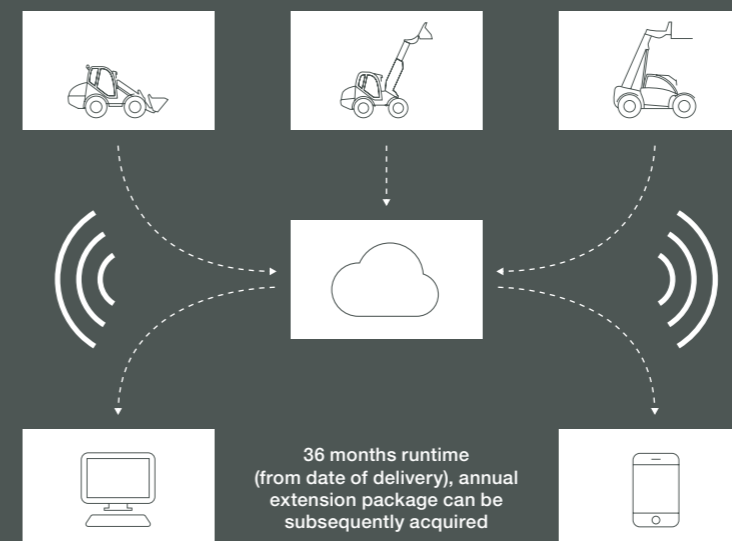 36 months runtime
(from date of delivery), annual
extension package can be
subsequently acquired